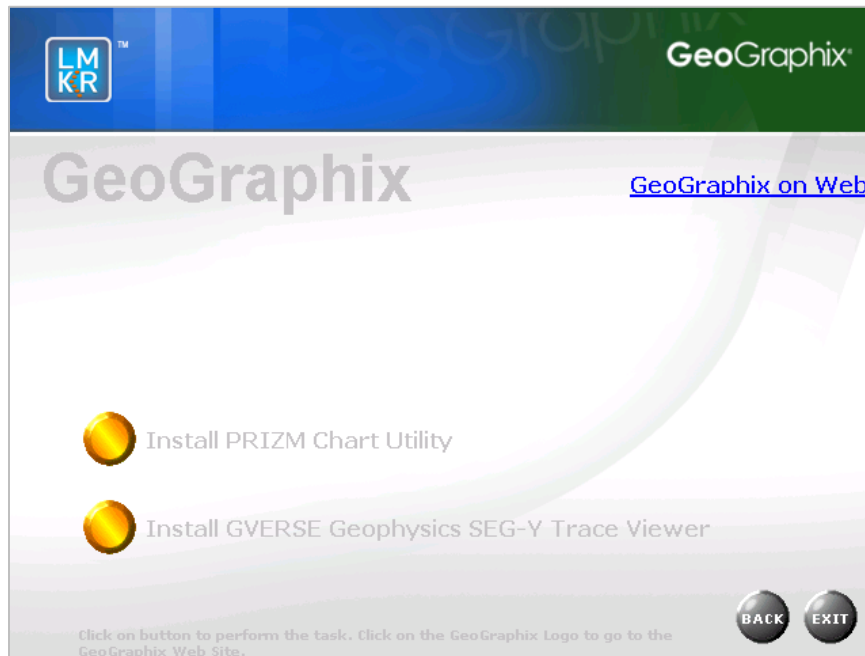 LM
KR
™
GeoGraphix
GeoGraphix
GeoGraphix
GeoGraphix on Web
Install PRIZM Chart Utility
Install GVERSE Geophysics SEG-Y Trace Viewer
BACK
EXIT
Click on button to perform the task. Click on the GeoGraphix Logo to go to the
GeoGraphix Web Site.